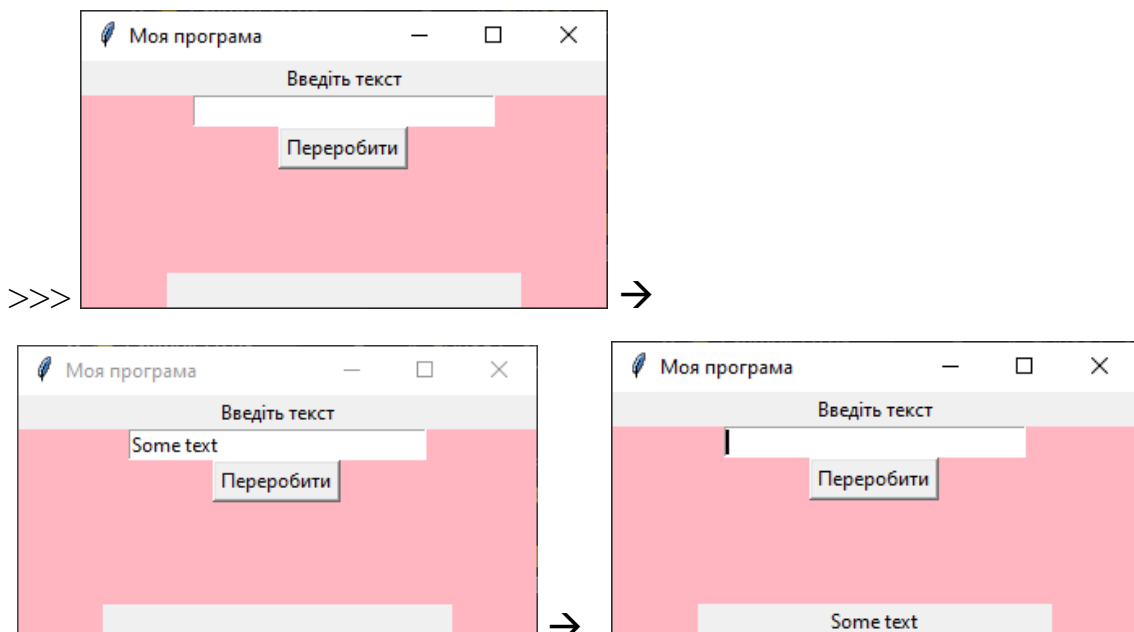 Моя програма
Введіть текст
Переробити
>>> →
Моя програма
Введіть текст
Some text
Переробити
→
Моя програма
Введіть текст
Переробити
Some text